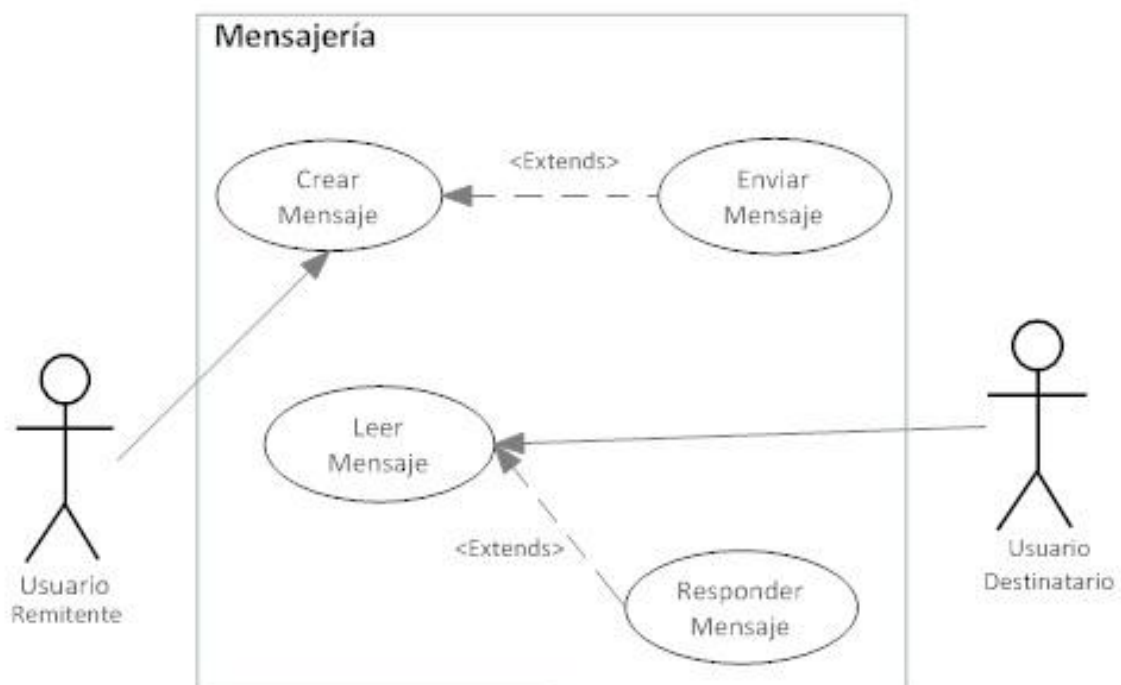 Mensajería
Crear
Mensaje
<Extends>
Enviar
Mensaje
Leer
Mensaje
<Extends>
Responder
Mensaje
Usuario
Remitente
Usuario
Destinatario